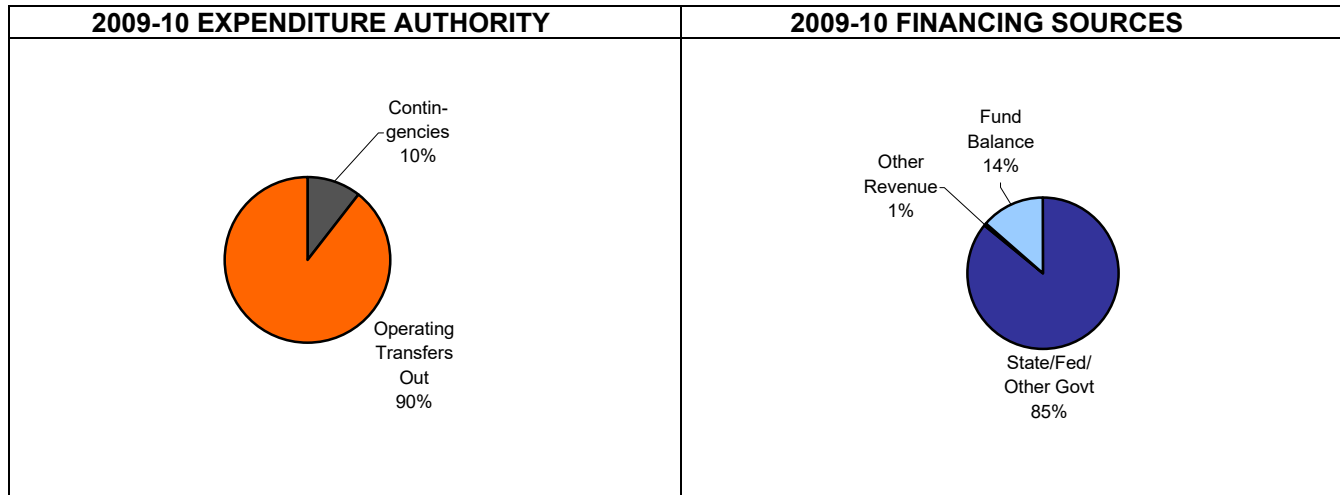 2009-10 EXPENDITURE AUTHORITY
Contin-
gencies
10%
Operating
Transfers
Out
90%
2009-10 FINANCING SOURCES
Fund
Balance
14%
Other
Revenue
1%
State/Fed/
Other Govt
85%